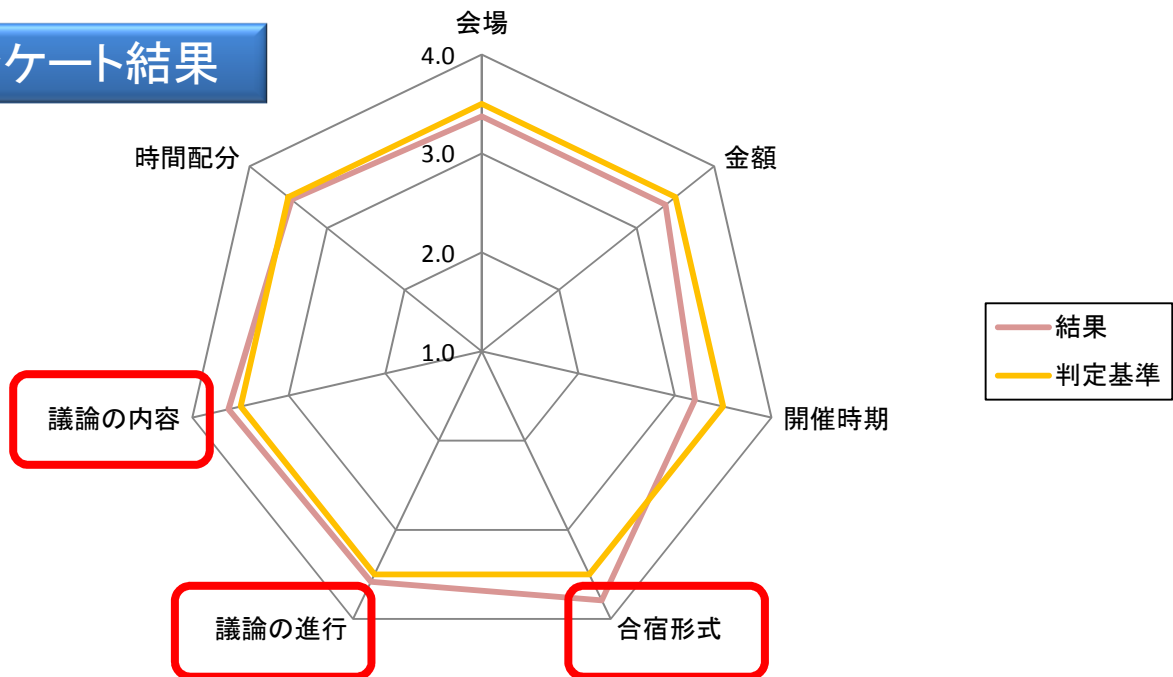 ケート結果
会場
4.0
時間配分
3.0
金額
2.0
1.0
結果
判定基準
議論の内容
開催時期
議論の進行
合宿形式